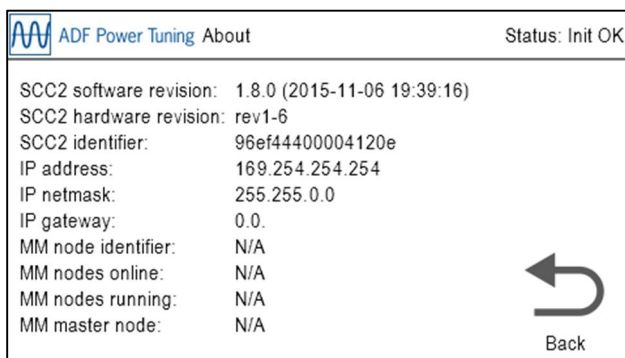 ADF Power Tuning About Status: Init OK
SCC2 software revision: 1.8.0 (2015-11-06 19:39:16)
SCC2 hardware revision: rev1-6
SCC2 identifier: 96ef44400004120e
IP address: 169.254.254.254
IP netmask: 255.255.0.0
IP gateway: 0.0.
MM node identifier: N/A
MM nodes online: N/A
MM nodes running: N/A
MM master node: N/A
Back